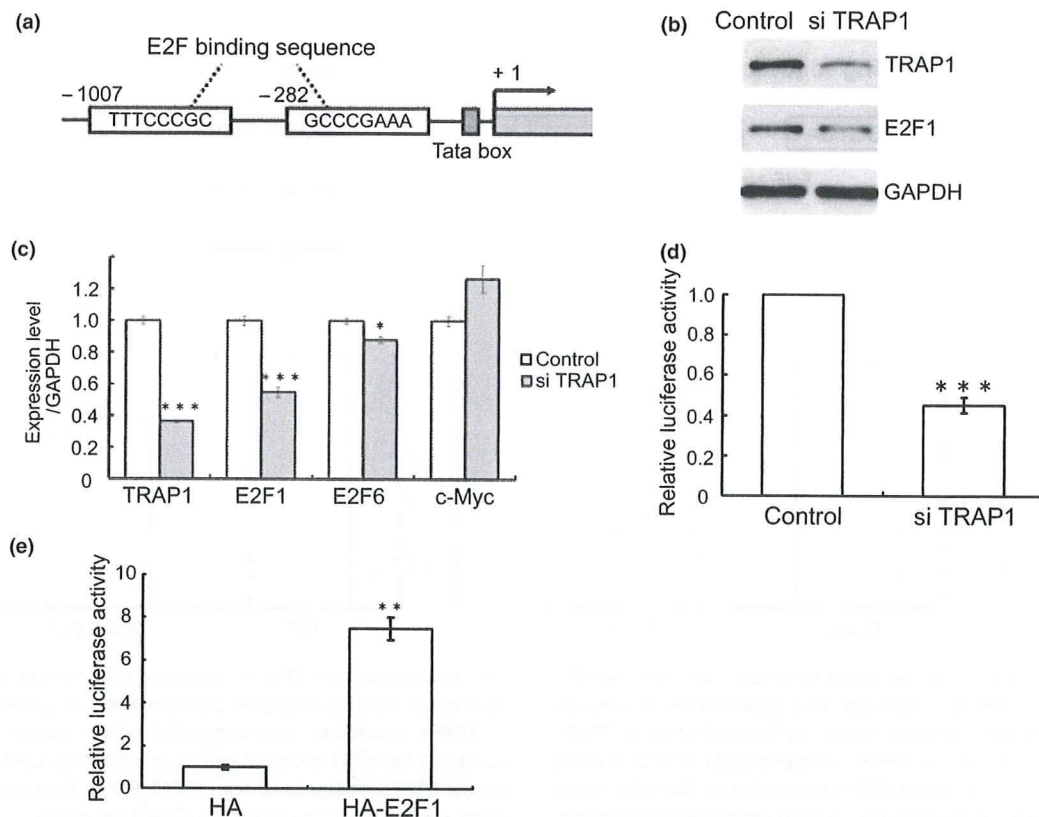 (a)
E2F binding sequence
−1007
−282
+ 1
TTTCCCGC
GCCCGAAA
Tata box
(b)
Control si TRAP1
TRAP1
E2F1
GAPDH
(c)
Expression level
/GAPDH
1.2
1.0
0.8
0.6
0.4
0.2
0
***
***
*
TRAP1 E2F1 E2F6 c-Myc
Control
si TRAP1
(d)
Relative luciferase activity
1.0
0.8
0.6
0.4
0.2
0
***
Control si TRAP1
(e)
Relative luciferase activity
10
8
6
4
2
0
**
HA HA-E2F1